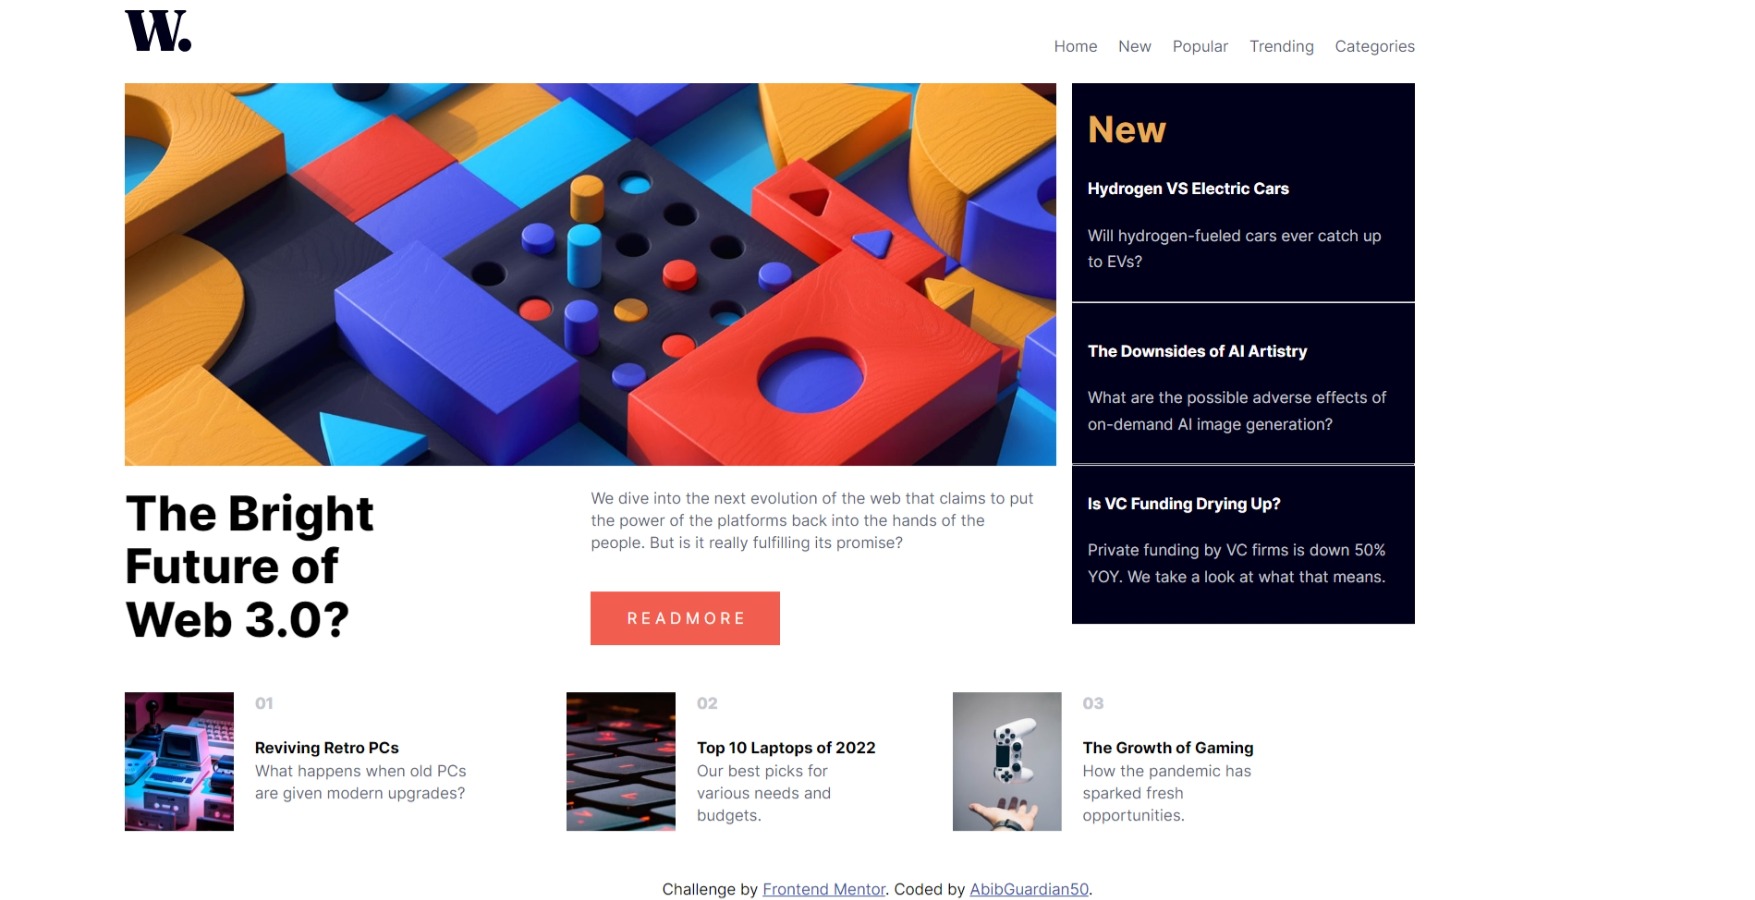 W.
Home New Popular Trending Categories
New
Hydrogen VS Electric Cars
Will hydrogen-fueled cars ever catch up
to EVs?
The Downsides of AI Artistry
What are the possible adverse effects of
on-demand AI image generation?
Is VC Funding Drying Up?
Private funding by VC firms is down 50%
YOY. We take a look at what that means.
The Bright
Future of
Web 3.0?
We dive into the next evolution of the web that claims to put
the power of the platforms back into the hands of the
people. But is it really fulfilling its promise?
READMORE
01
Reviving Retro PCs
What happens when old PCs
are given modern upgrades?
02
Top 10 Laptops of 2022
Our best picks for
various needs and
budgets.
03
The Growth of Gaming
How the pandemic has
sparked fresh
opportunities.
Challenge by Frontend Mentor. Coded by AbibGuardian50.